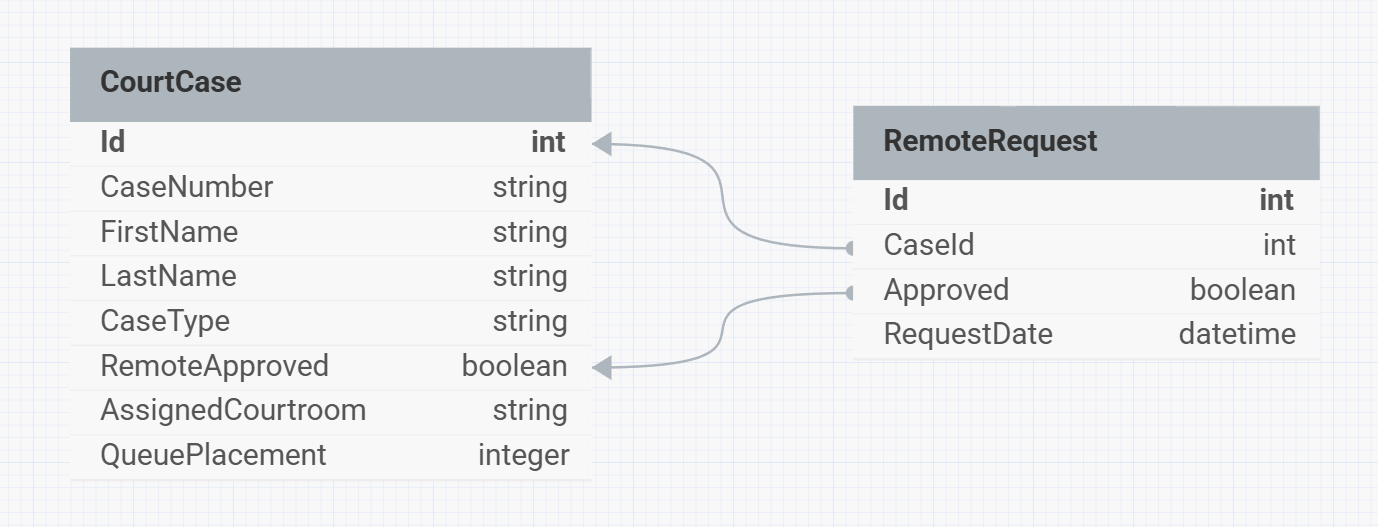 CourtCase
Id int
CaseNumber string
FirstName string
LastName string
CaseType string
RemoteApproved boolean
AssignedCourtroom string
QueuePlacement integer
RemoteRequest
Id int
CaseId int
Approved boolean
RequestDate datetime